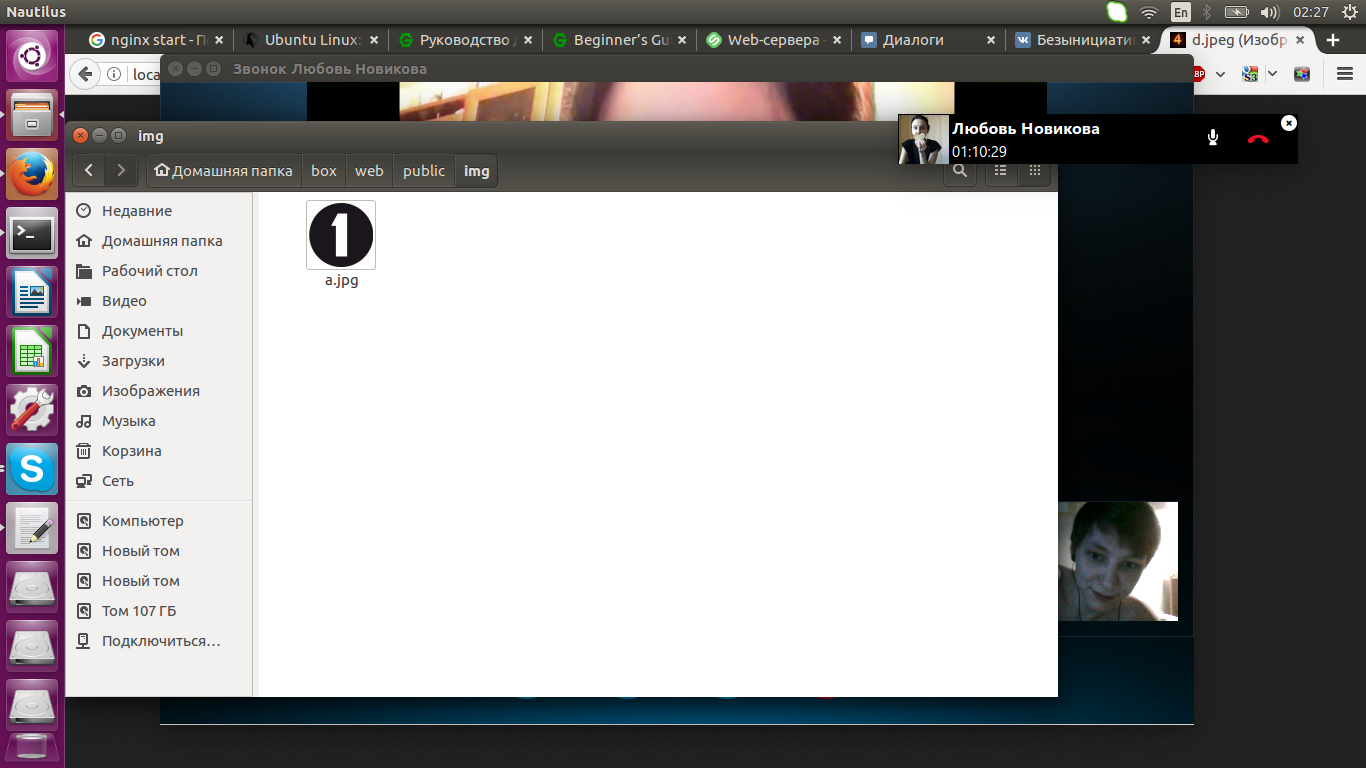 Nautilus
En
02:27
nginx start - П
Ubuntu Linux:
Руководство д
Beginner's Gu
Web-сервера -
Диалоги
Безынициати
4
d.jpeg (Изобр
loca
Звонок Любовь Новикова
img
Любовь Новикова
01:10:29
Домашняя папка
box
web
public
img
Недавние
Домашняя папка
Рабочий стол
Видео
Документы
Загрузки
Изображения
Музыка
Корзина
Сеть
Компьютер
Новый том
Новый том
Том 107 ГБ
Подключиться…
1
a.jpg